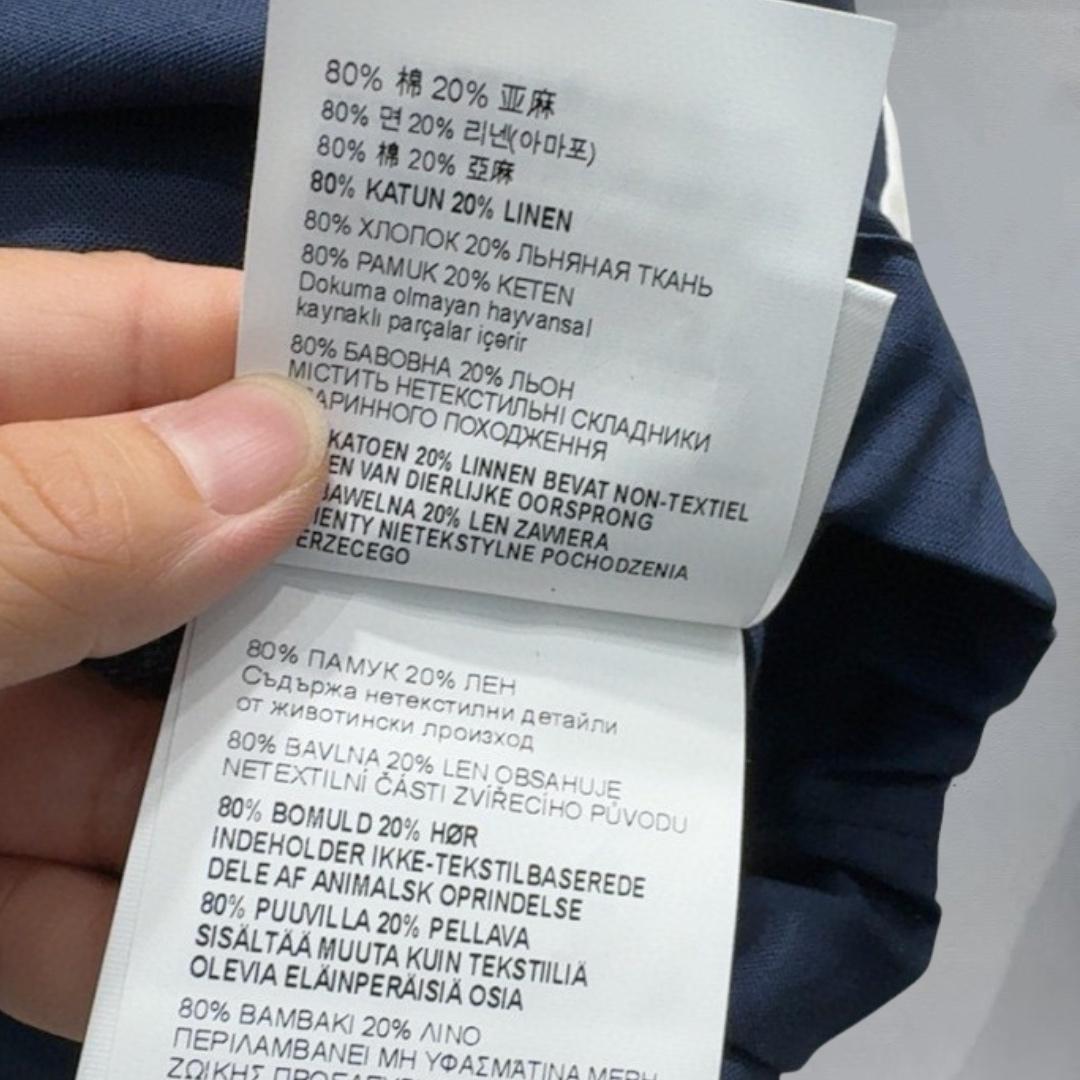 80% 棉 20% 亚麻
80% 면 20% 리넨(아마포)
80% 棉 20% 亞麻
80% KATUN 20% LINEN
80% ХЛОПОК 20% ЛЬНЯНАЯ ТКАНЬ
80% PAMUK 20% KETEN
Dokuma olmayan hayvansal
kaynaklı parçalar içerir
80% БАВОВНА 20% ЛЬОН
МІСТИТЬ НЕТЕКСТИЛЬНІ СКЛАДНИКИ
ПОХОДЖЕННЯ
KATOEN 20% LINNEN BEVAT NON-TEXTIEL
VAN DIERLIJKE OORSPRONG
20% LEN ZAWIERA
NIETEKSTYLNE POCHODZENIA
80% ПАМУК 20% ЛЕН
Съдържа нетекстилни детайли
от животински произход
80% BAVLNA 20% LEN OBSAHUJE
NETEXTILNÍ ČÁSTI ZVÍŘECÍHO PŮVODU
80% BOMULD 20% HØR
INDEHOLDER IKKE-TEKSTILBASEREDE
DELE AF ANIMALSK OPRINDELSE
80% PUUVILLA 20% PELLAVA
SISÄLTÄÄ MUUTA KUIN TEKSTIILIÄ
OLEVIA ELÄINPERÄISIÄ OSIA
80% ΒΑΜΒΑΚΙ 20% ΛΙΝΟ
ΠΕΡΙΛΑΜΒΑΝΕΙ ΜΗ ΥΦΑΣΜΑΤΙΝΑ ΜΕΡΗ